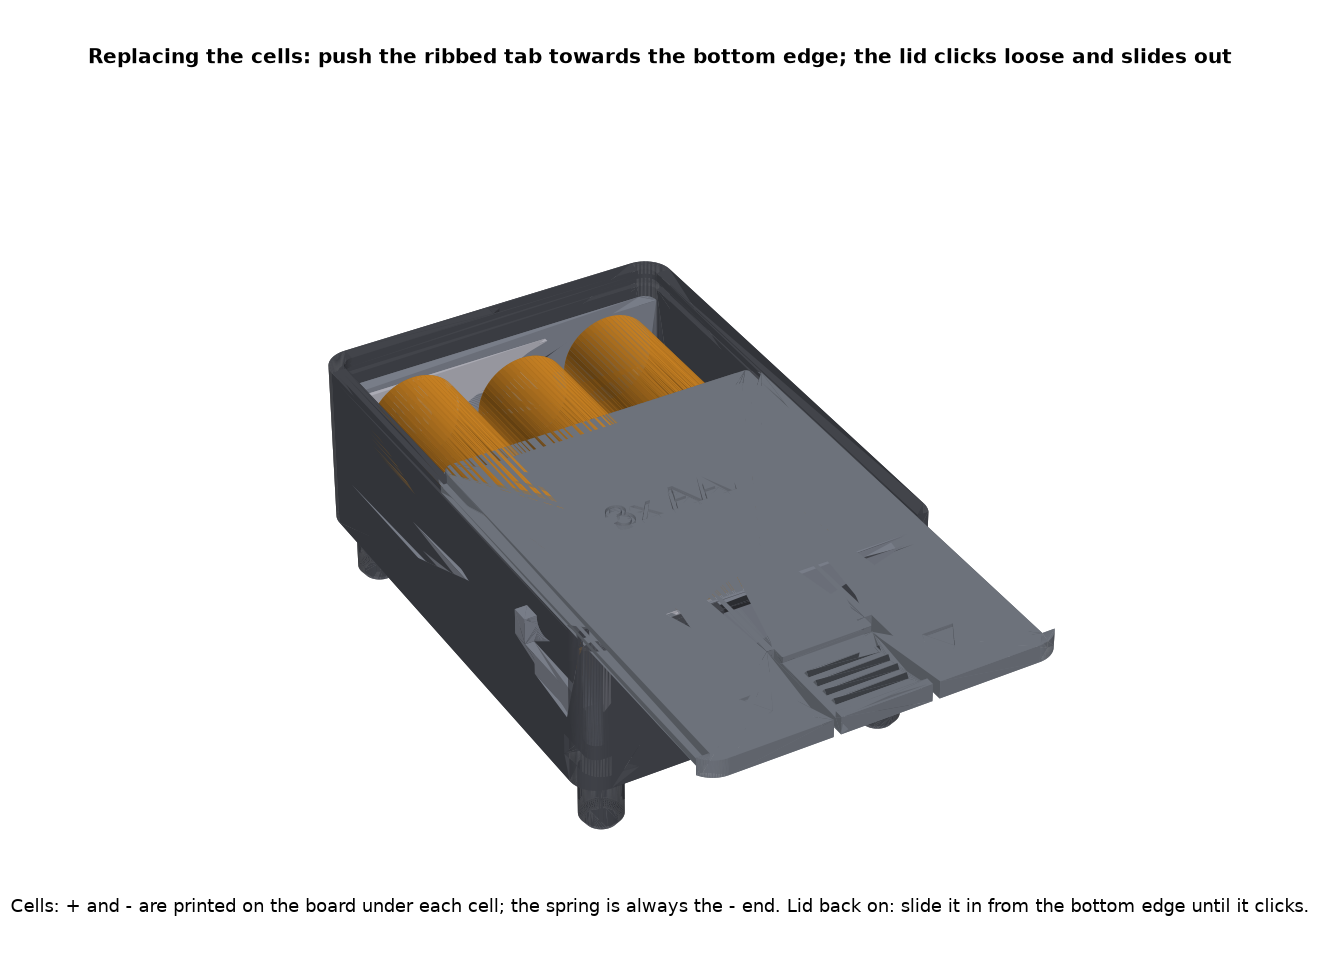 Replacing the cells: push the ribbed tab towards the bottom edge; the lid clicks loose and slides out
3x AA
Cells: + and - are printed on the board under each cell; the spring is always the - end. Lid back on: slide it in from the bottom edge until it clicks.